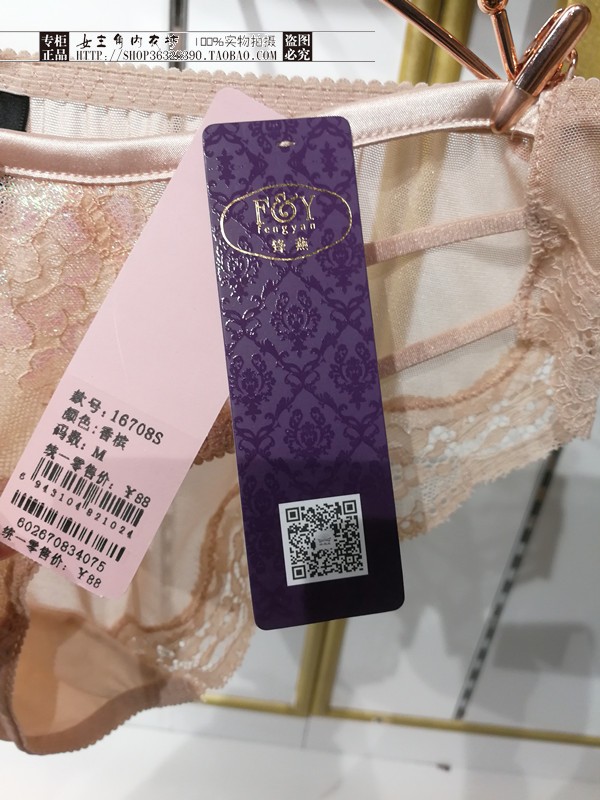 专柜
正品
女主角内衣坊 100%实物拍摄
HTTP://SHOP36329390.TAOBAO.COM
盗图
必究
F&Y
fengyan
锋燕
款号:16708S
颜色:香槟
码数:M
统一零售价:¥88
6943104821024
602670834075
统一零售价:¥88